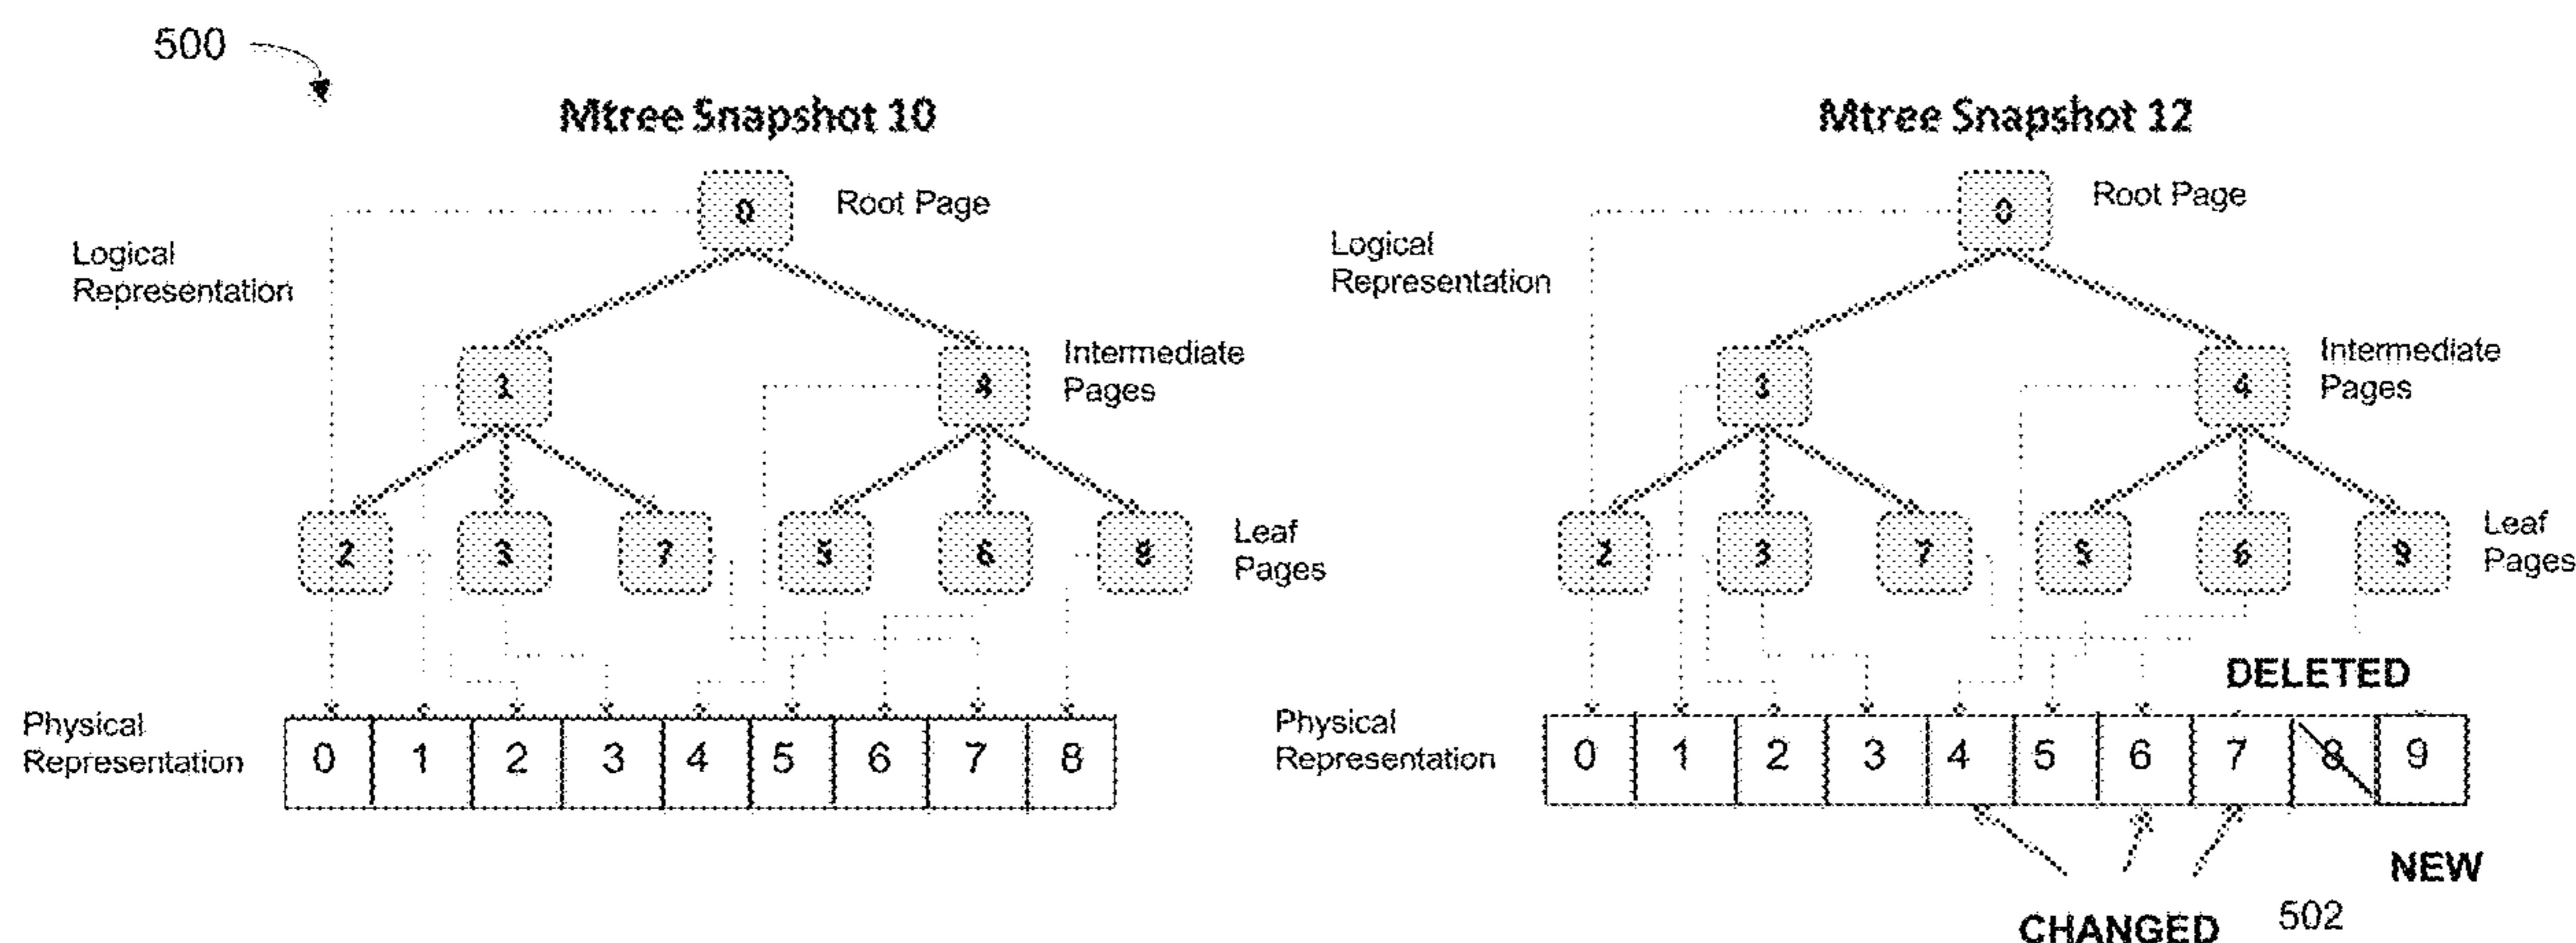 500
Mtree Snapshot 10
Mtree Snapshot 12
0
Root Page
0
Root Page
Logical
Representation
Logical
Representation
1
4
Intermediate
Pages
1
4
Intermediate
Pages
2
3
7
5
6
8
Leaf
Pages
2
3
7
5
6
9
Leaf
Pages
DELETED
Physical
Representation
0 1 2 3 4 5 6 7 8
Physical
Representation
0 1 2 3 4 5 6 7 8 9
NEW
CHANGED
502